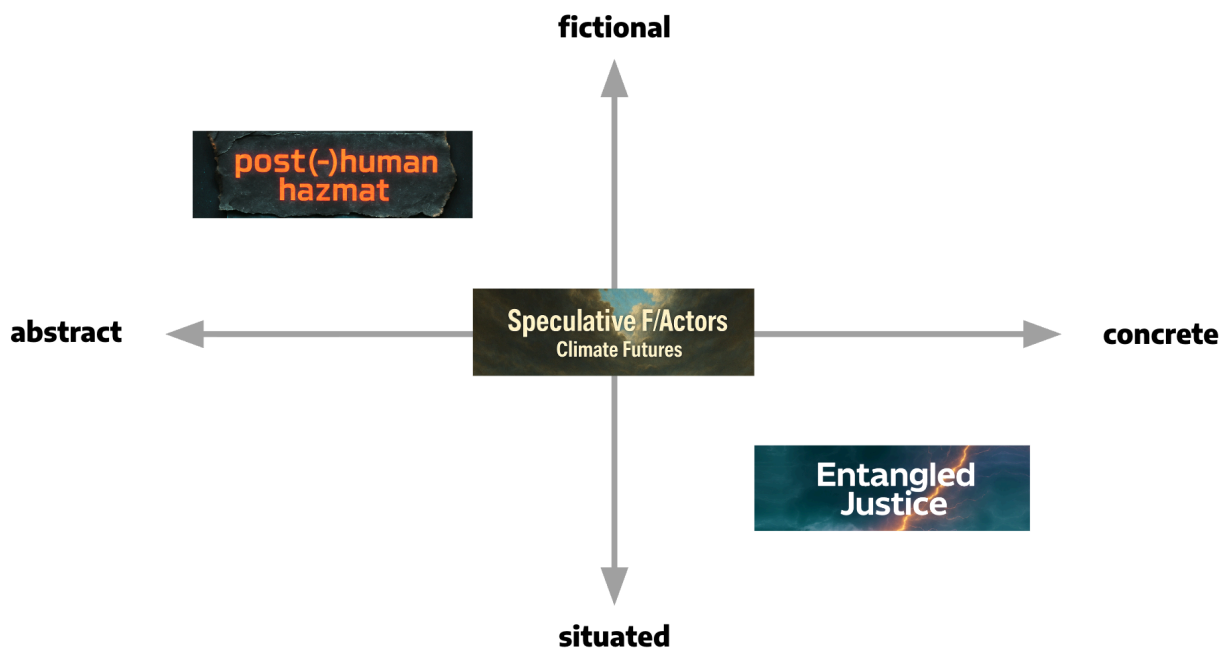 fictional
post(-)human
hazmat
abstract
Speculative F/Actors
Climate Futures
concrete
Entangled
Justice
situated